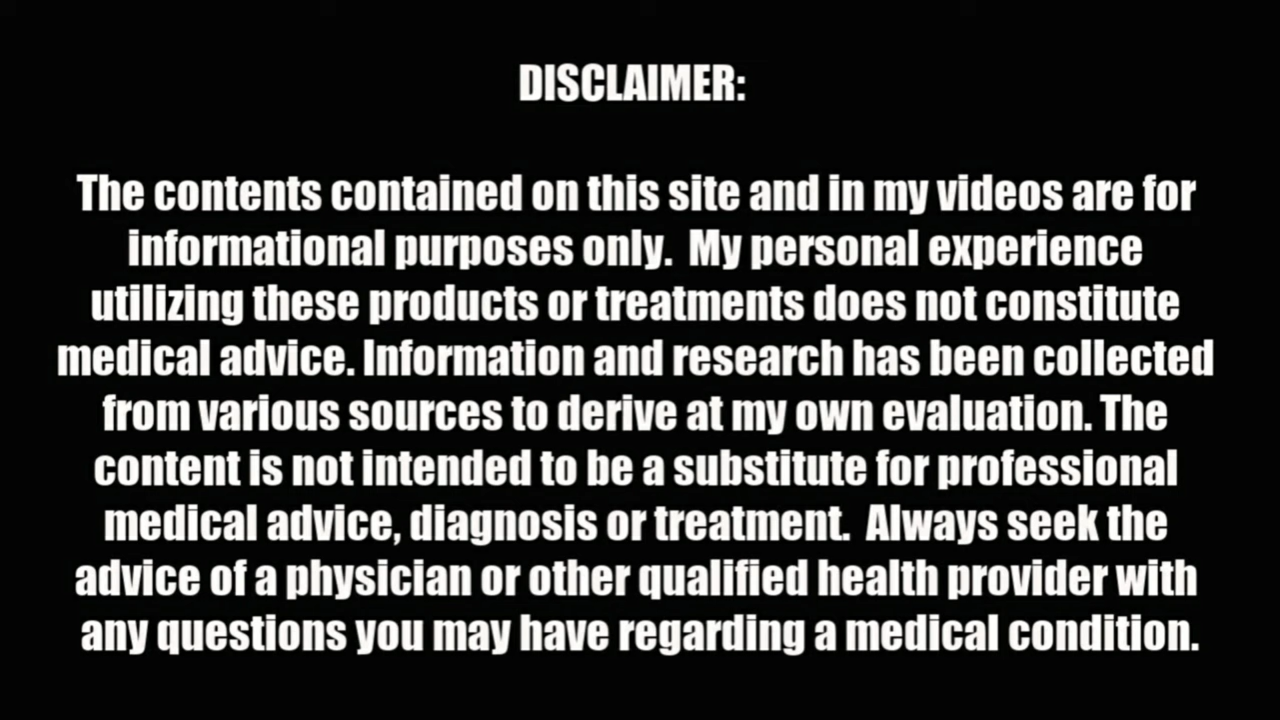 DISCLAIMER:
The contents contained on this site and in my videos are for
informational purposes only.  My personal experience
utilizing these products or treatments does not constitute
medical advice. Information and research has been collected
from various sources to derive at my own evaluation. The
content is not intended to be a substitute for professional
medical advice, diagnosis or treatment.  Always seek the
advice of a physician or other qualified health provider with
any questions you may have regarding a medical condition.